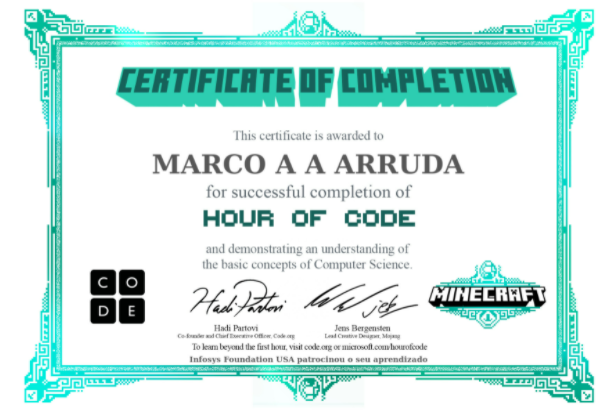 CERTIFICATE OF COMPLETION
This certificate is awarded to
MARCO A A ARRUDA
for successful completion of
HOUR OF CODE
and demonstrating an understanding of
the basic concepts of Computer Science.
C O
D E
Hadi Partovi
Jens Bergensten
MINECRAFT
Hadi Partovi
Co-founder and Chief Executive Officer, Code.org
Jens Bergensten
Lead Creative Designer, Mojang
To learn beyond the first hour, visit code.org or microsoft.com/hourofcode
Infosys Foundation USA patrocinou o seu aprendizado